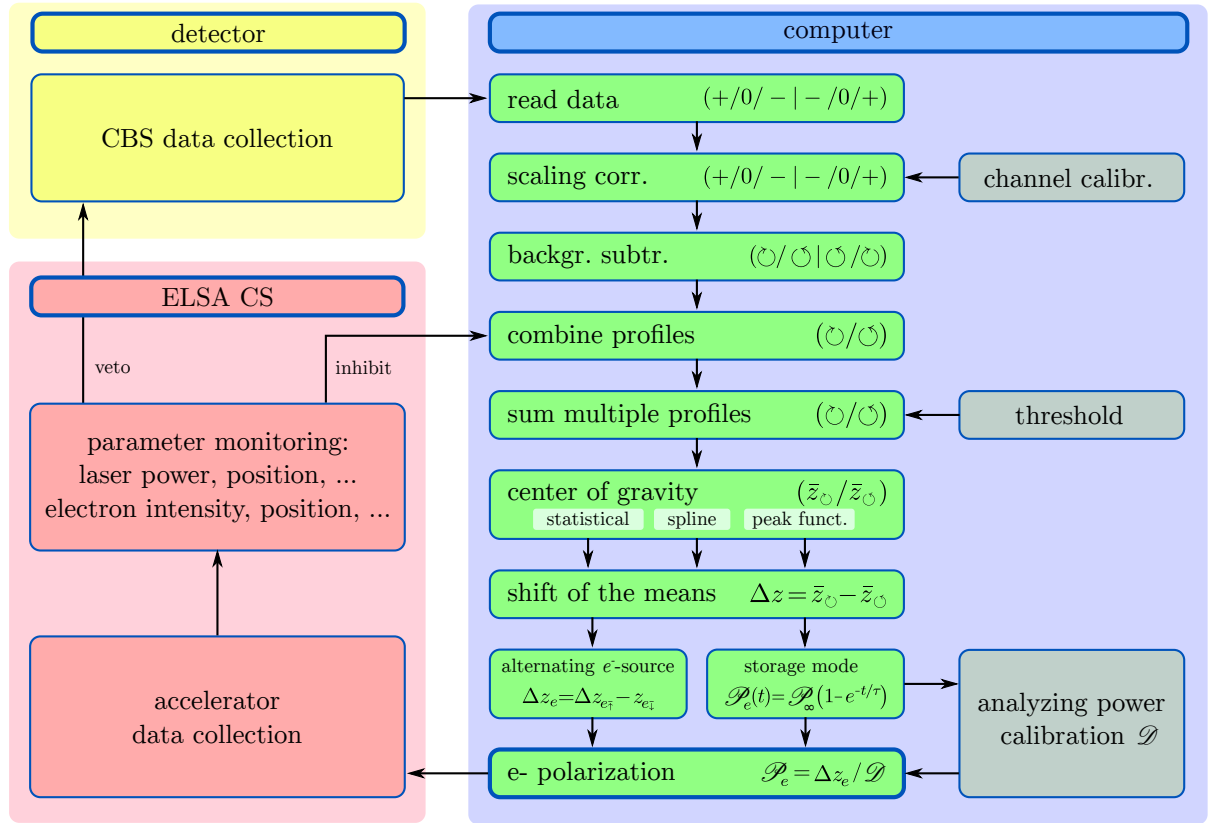 detector
CBS data collection
ELSA CS
veto
inhibit
parameter monitoring:
laser power, position, ...
electron intensity, position, ...
accelerator
data collection
computer
read data (+/0/ − | − /0/+)
scaling corr. (+/0/ − | − /0/+)
channel calibr.
backgr. subtr. (↻/↺|↺/↻)
combine profiles (↻/↺)
sum multiple profiles (↻/↺)
threshold
center of gravity (z̄↻/z̄↺)
statistical spline peak funct.
shift of the means Δz = z̄↻ − z̄↺
alternating e⁻-source
Δzₑ=Δz_e↑ − z_e↓
storage mode
𝒫ₑ(t)=𝒫∞(1−e^-t/τ)
analyzing power
calibration 𝒟
e- polarization 𝒫ₑ = Δzₑ / 𝒟